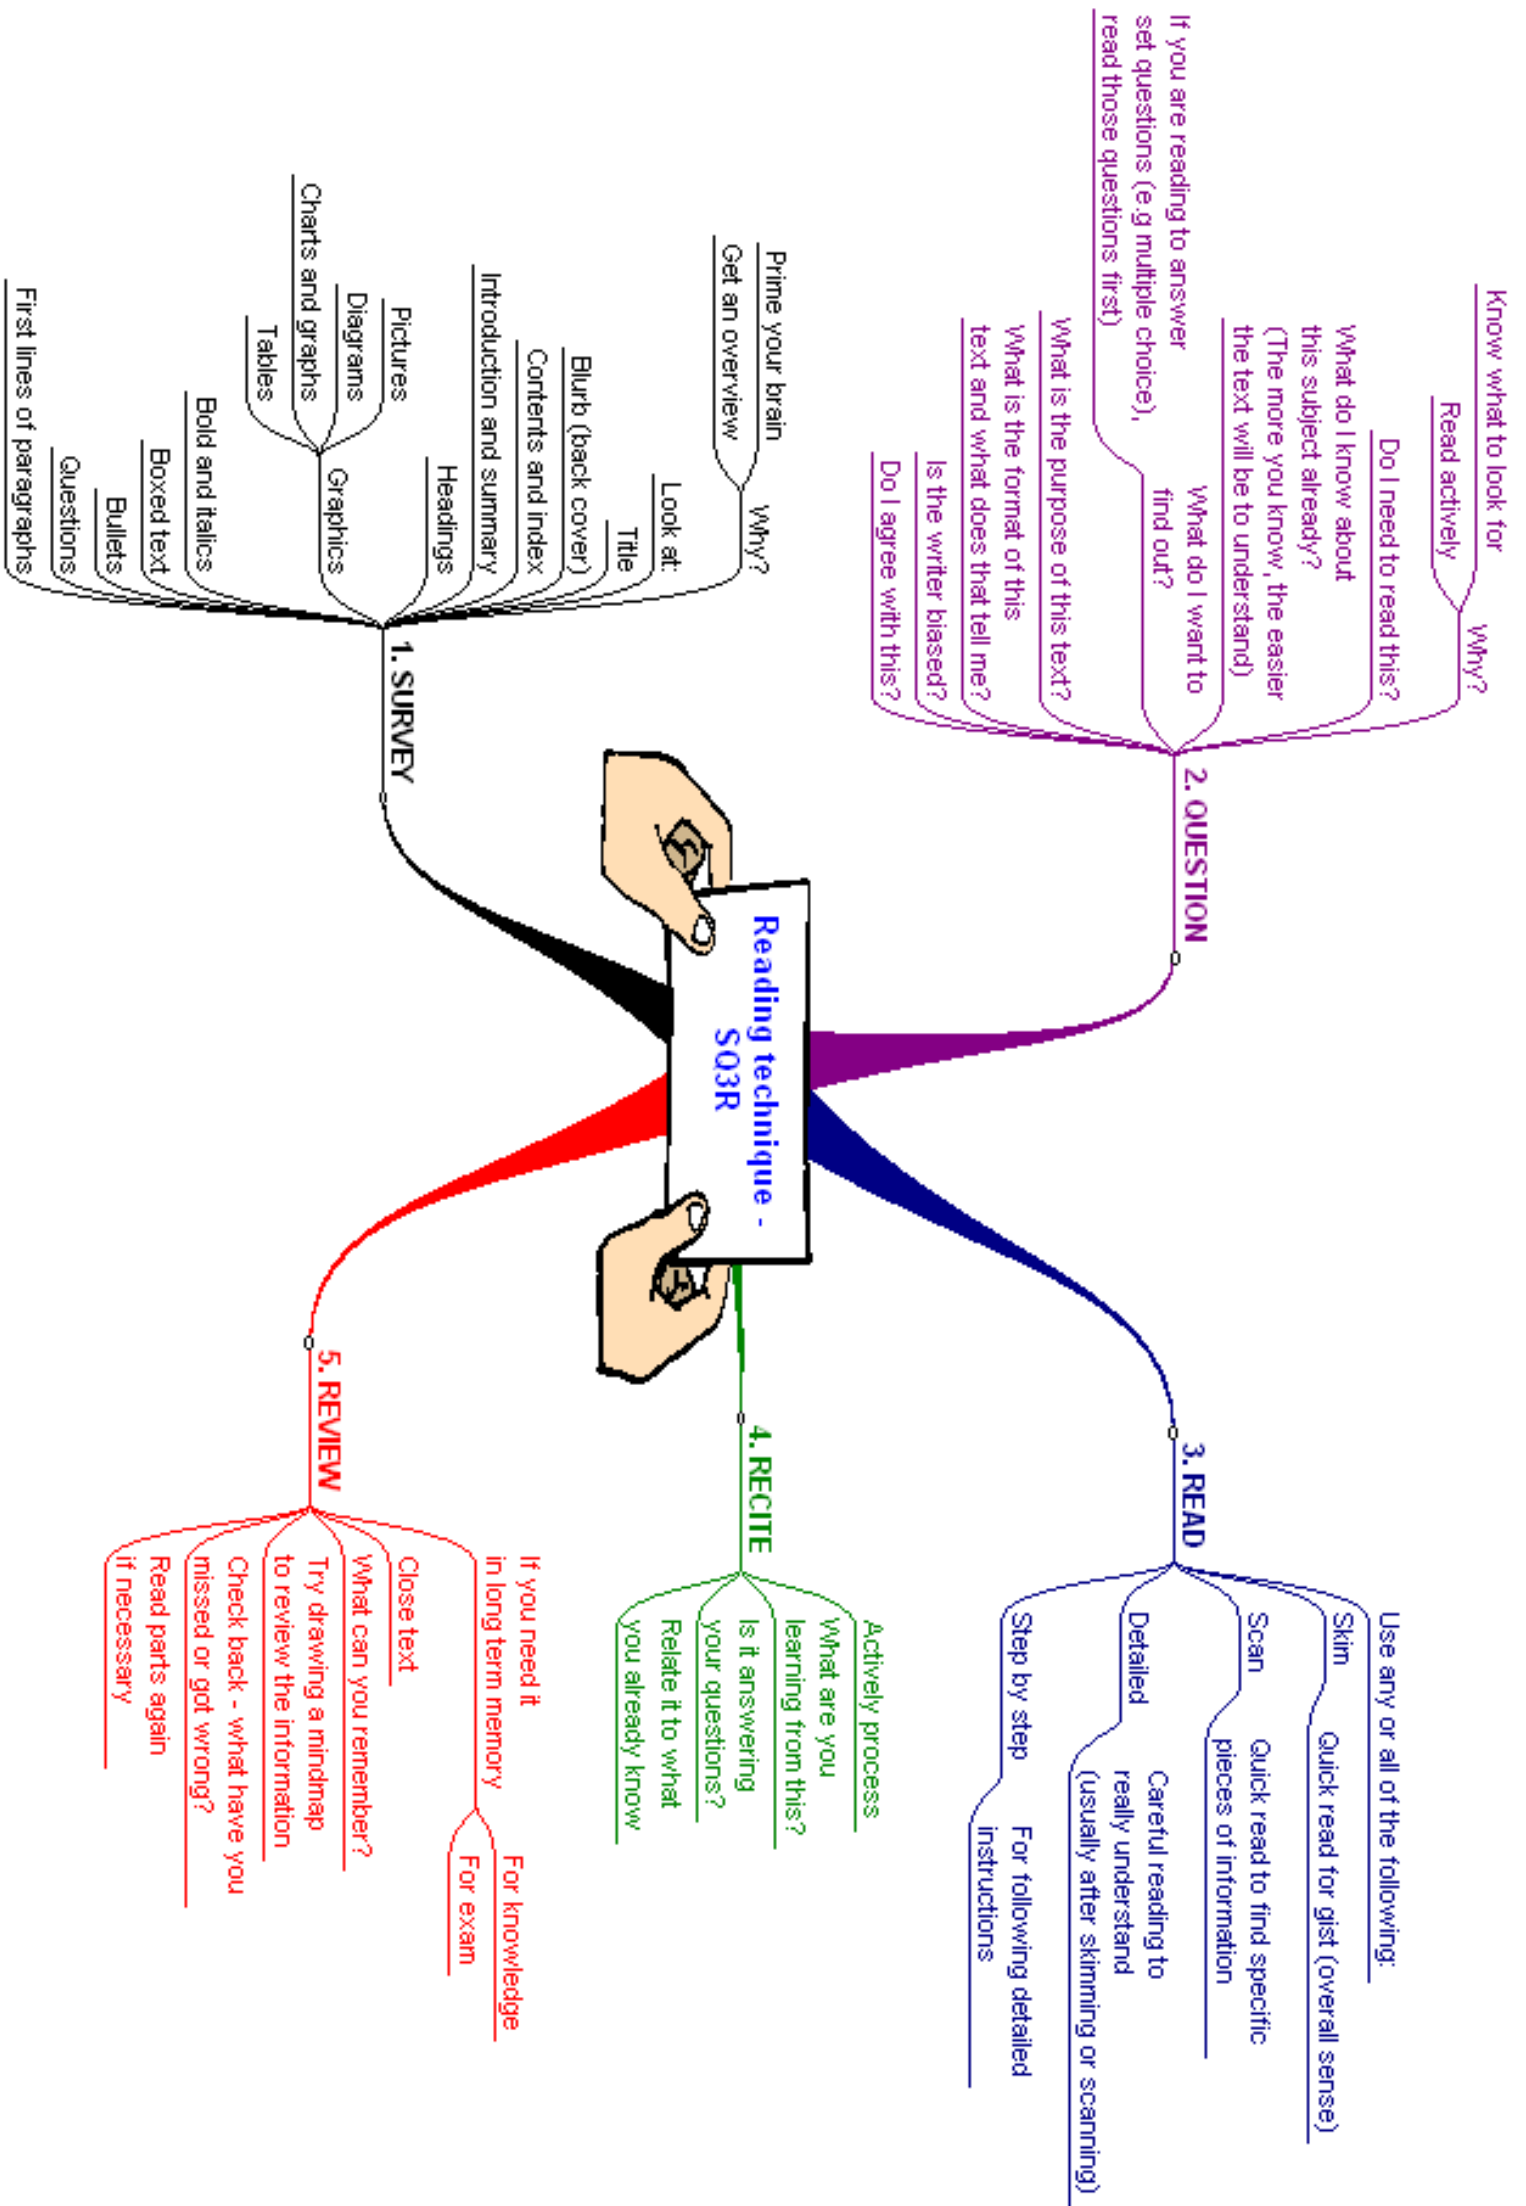 Reading technique -
SQ3R
1. SURVEY
Why?
Prime your brain
Get an overview
Look at:
Title
Blurb (back cover)
Contents and index
Introduction and summary
Headings
Graphics
Pictures
Diagrams
Charts and graphs
Tables
Bold and italics
Boxed text
Bullets
Questions
First lines of paragraphs
2. QUESTION
Why?
Know what to look for
Read actively
Do I need to read this?
What do I know about
this subject already?
(The more you know, the easier
the text will be to understand)
What do I want to
find out?
If you are reading to answer
set questions (e.g multiple choice),
read those questions first)
What is the purpose of this text?
What is the format of this
text and what does that tell me?
Is the writer biased?
Do I agree with this?
3. READ
Use any or all of the following:
Skim
Quick read for gist (overall sense)
Scan
Quick read to find specific
pieces of information
Detailed
Careful reading to
really understand
(usually after skimming or scanning)
Step by step
For following detailed
instructions
4. RECITE
Actively process
What are you
learning from this?
Is it answering
your questions?
Relate it to what
you already know
5. REVIEW
If you need it
in long term memory
For knowledge
For exam
Close text
What can you remember?
Try drawing a mindmap
to review the information
Check back - what have you
missed or got wrong?
Read parts again
if necessary